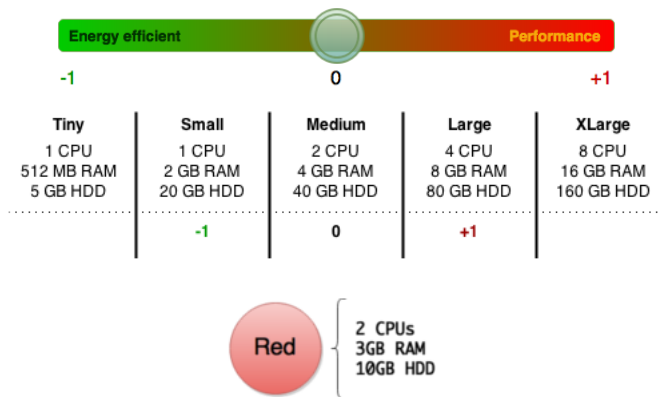 Energy efficient Performance
-1 0 +1
Tiny Small Medium Large XLarge
1 CPU 1 CPU 2 CPU 4 CPU 8 CPU
512 MB RAM 2 GB RAM 4 GB RAM 8 GB RAM 16 GB RAM
5 GB HDD 20 GB HDD 40 GB HDD 80 GB HDD 160 GB HDD
-1 0 +1
2 CPUs
Red 3GB RAM
10GB HDD